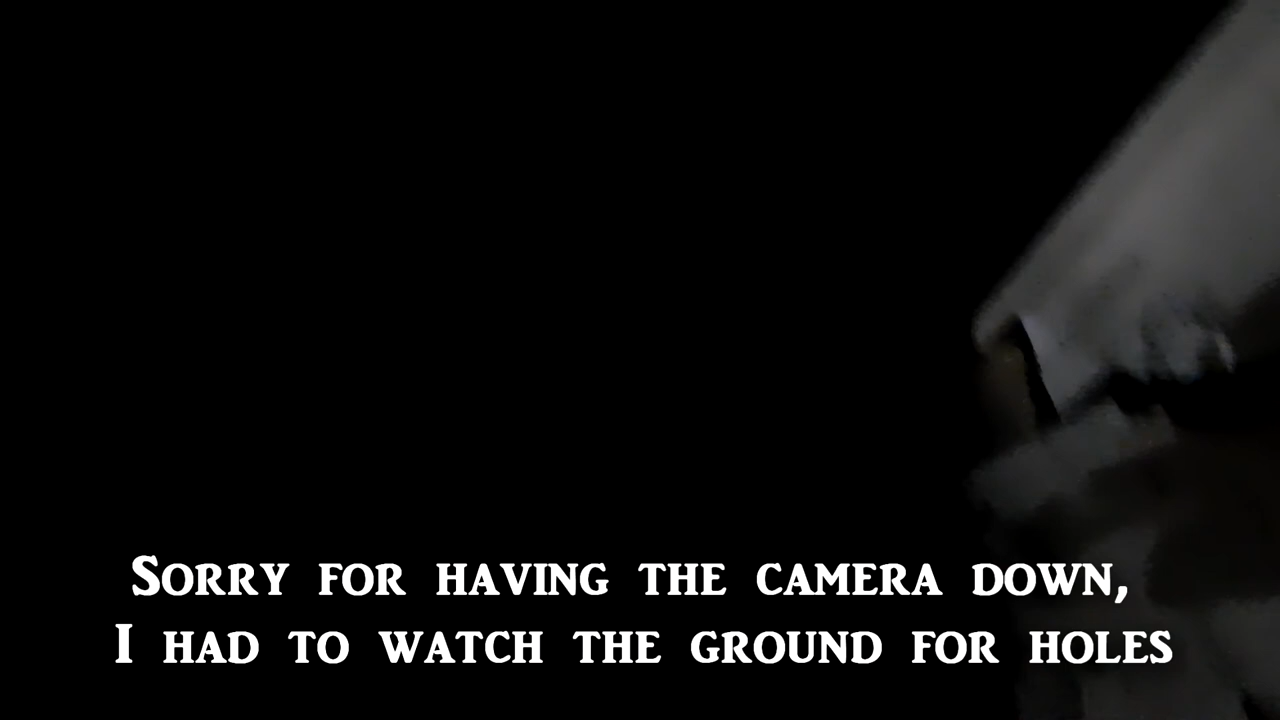 Sorry for having the camera down,
I had to watch the ground for holes